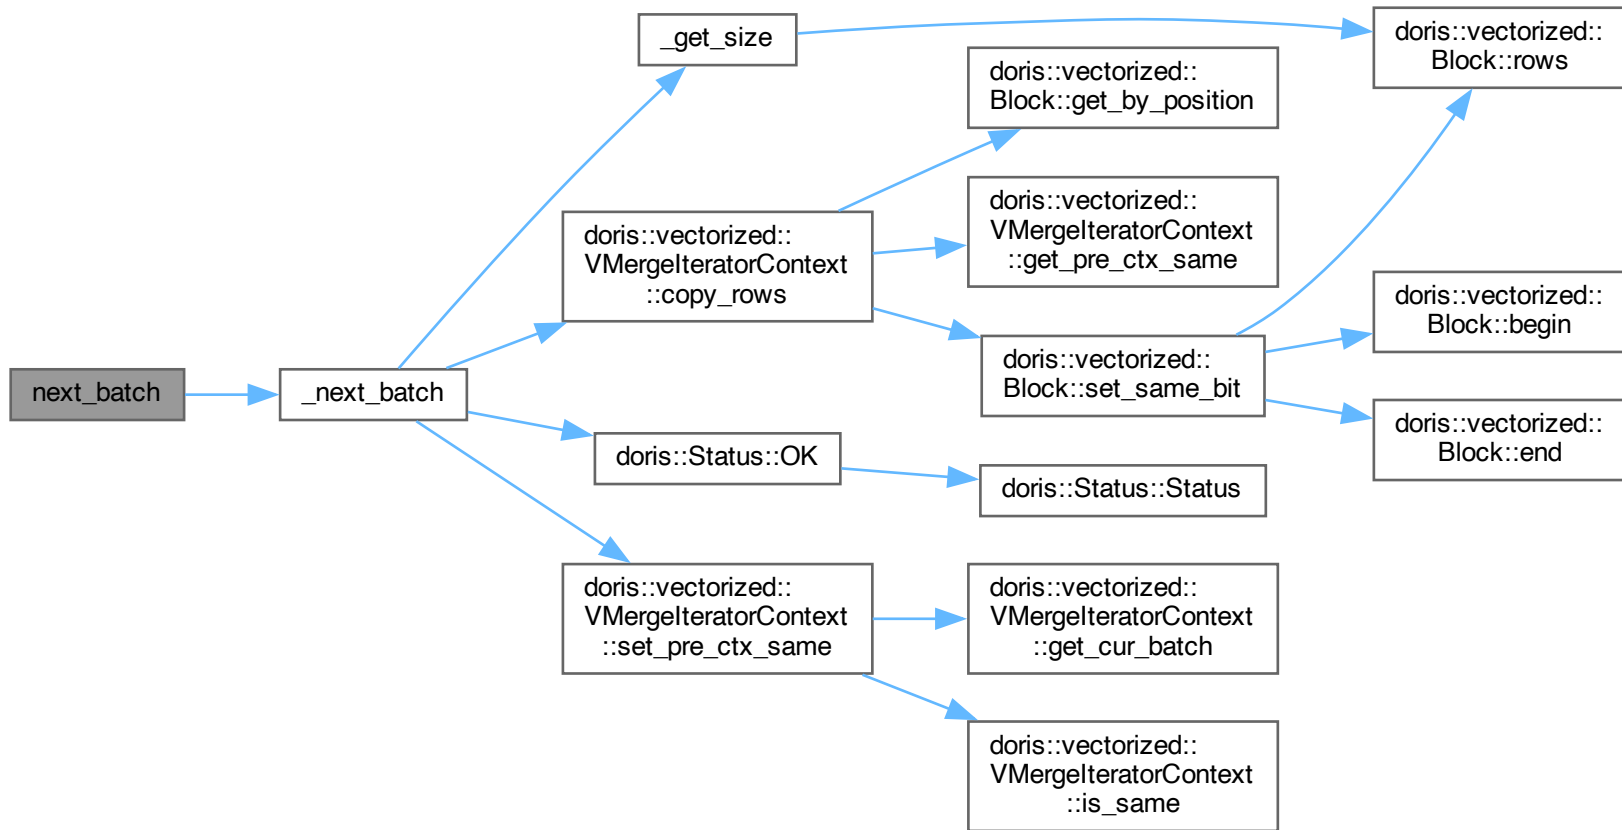 next_batch
_next_batch
_get_size
doris::vectorized::
VMergeIteratorContext
::copy_rows
doris::Status::OK
doris::vectorized::
VMergeIteratorContext
::set_pre_ctx_same
doris::vectorized::
Block::get_by_position
doris::vectorized::
VMergeIteratorContext
::get_pre_ctx_same
doris::vectorized::
Block::set_same_bit
doris::Status::Status
doris::vectorized::
VMergeIteratorContext
::get_cur_batch
doris::vectorized::
VMergeIteratorContext
::is_same
doris::vectorized::
Block::rows
doris::vectorized::
Block::begin
doris::vectorized::
Block::end